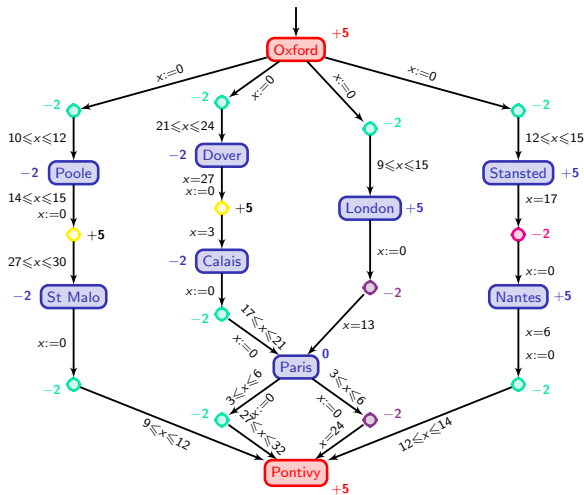 +5
Oxford
x:=0
x:=0
x:=0
x:=0
−2
−2
−2
−2
10⩽x⩽12
21⩽x⩽24
9⩽x⩽15
12⩽x⩽15
−2 Poole
−2 Dover
Stansted +5
14⩽x⩽15
x:=0
x=27
x:=0
London +5
x=17
+5
+5
−2
27⩽x⩽30
x=3
x:=0
x:=0
−2 St Malo
−2 Calais
−2
Nantes +5
x:=0
x:=0
−2
17⩽x⩽21
x:=0
x=13
x=6
x:=0
0
Paris
−2
−2
3⩽x⩽6
x:=0
3⩽x⩽6
x:=0
−2
−2
9⩽x⩽12
27⩽x⩽32
x=24
12⩽x⩽14
Pontivy
+5